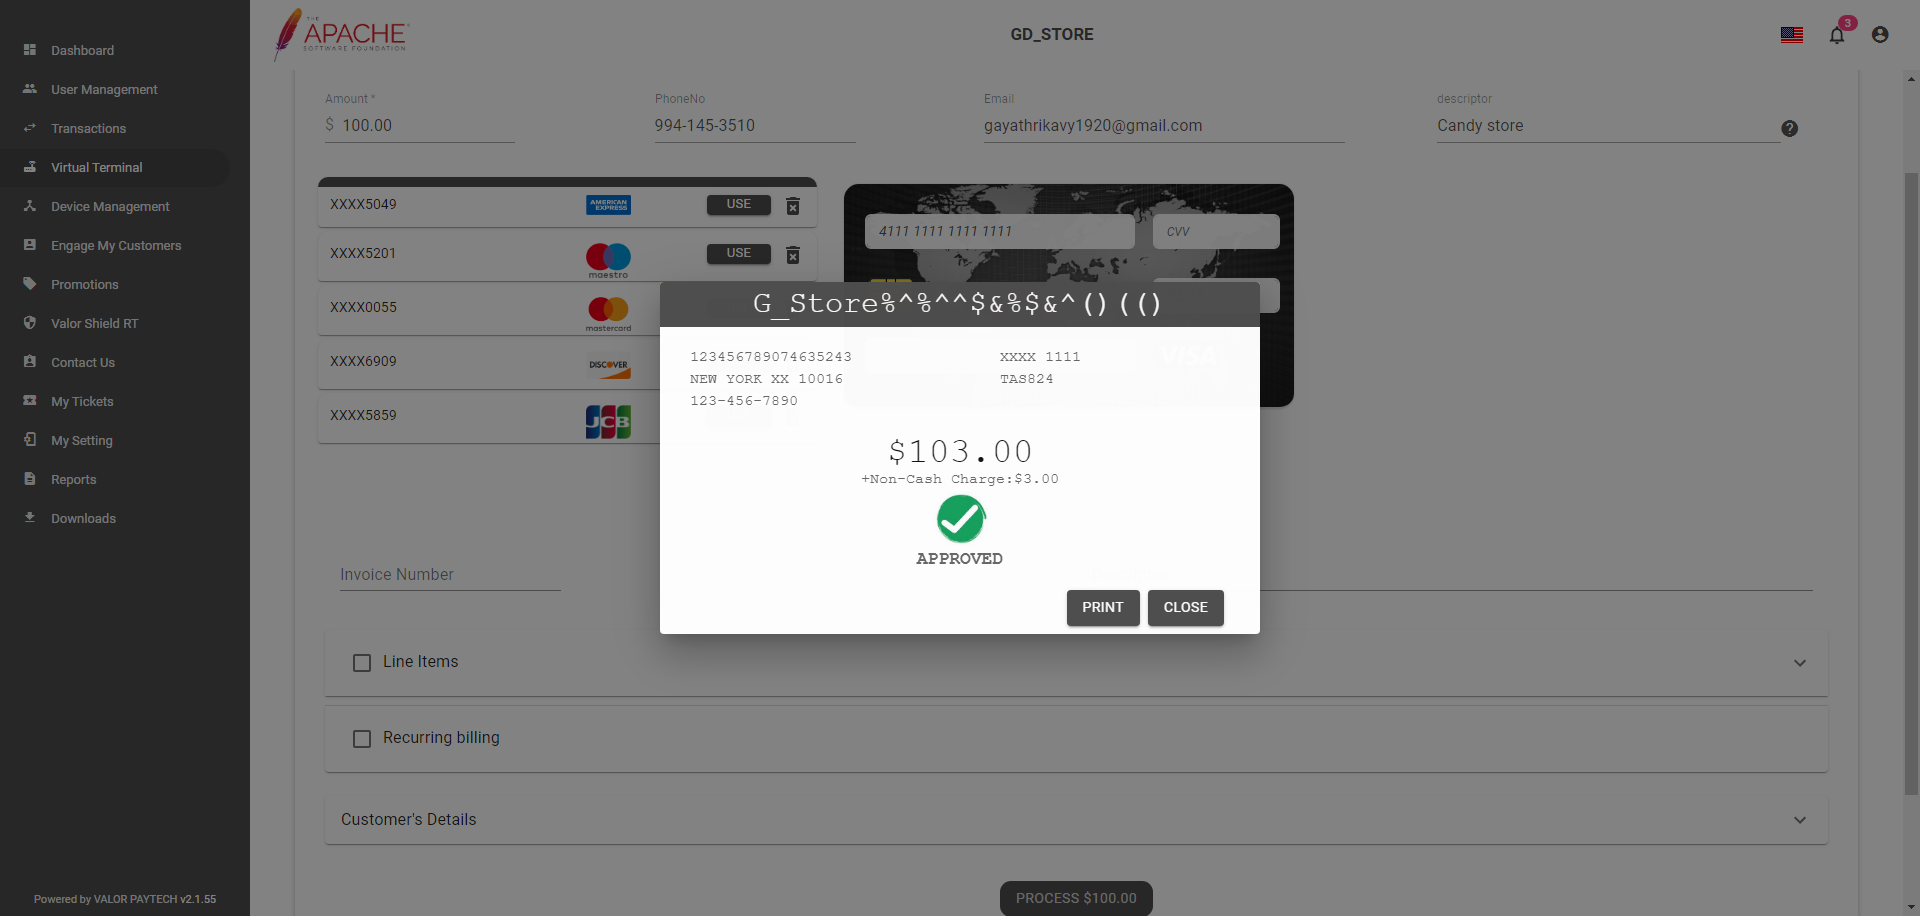 Dashboard
User Management
Transactions
Virtual Terminal
Device Management
Engage My Customers
Promotions
Valor Shield RT
Contact Us
My Tickets
My Setting
Reports
Downloads
Powered by VALOR PAYTECH v2.1.55
THE
APACHE
SOFTWARE FOUNDATION
GD_STORE
3
Amount *
$ 100.00
PhoneNo
994-145-3510
Email
gayathrikavy1920@gmail.com
descriptor
Candy store
?
XXXX5049
AMERICAN
EXPRESS
USE
XXXX5201
maestro
USE
XXXX0055
mastercard
XXXX6909
DISCOVER
XXXX5859
JCB
4111 1111 1111 1111
CVV
VISA
G_Store%^%^^$&%$&^()(()
123456789074635243
NEW YORK XX 10016
123-456-7890
XXXX 1111
TAS824
$103.00
+Non-Cash Charge:$3.00
APPROVED
PRINT
CLOSE
Invoice Number
Line Items
Recurring billing
Customer's Details
PROCESS $100.00